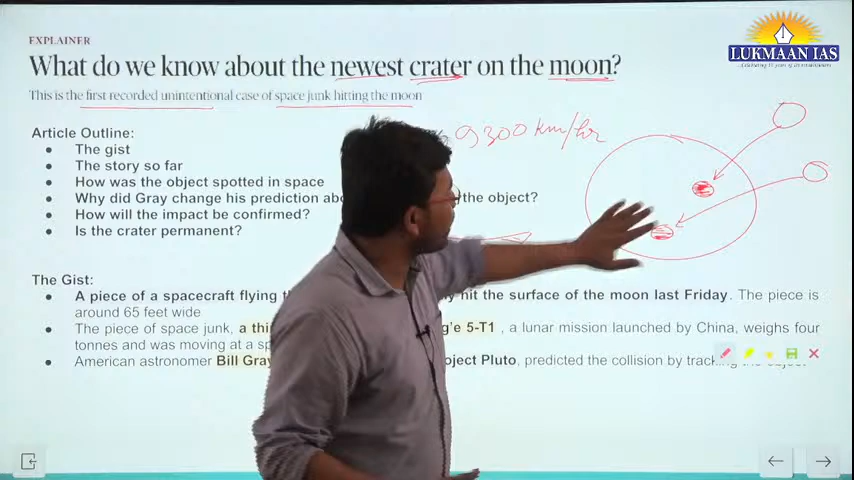 EXPLAINER
LUKMAAN IAS
What do we know about the newest crater on the moon?
This is the first recorded unintentional case of space junk hitting the moon
9300 km/hr
Article Outline:
The gist
The story so far
How was the object spotted in space
Why did Gray change his prediction the object?
How will the impact be confirmed?
Is the crater permanent?
The Gist:
A piece of a spacecraft flying hit the surface of the moon last Friday. The piece is
around 65 feet wide
The piece of space junk, a 5-T1 , a lunar mission launched by China, weighs four
tonnes and was moving at a
American astronomer Bill Gray Pluto, predicted the collision by the object